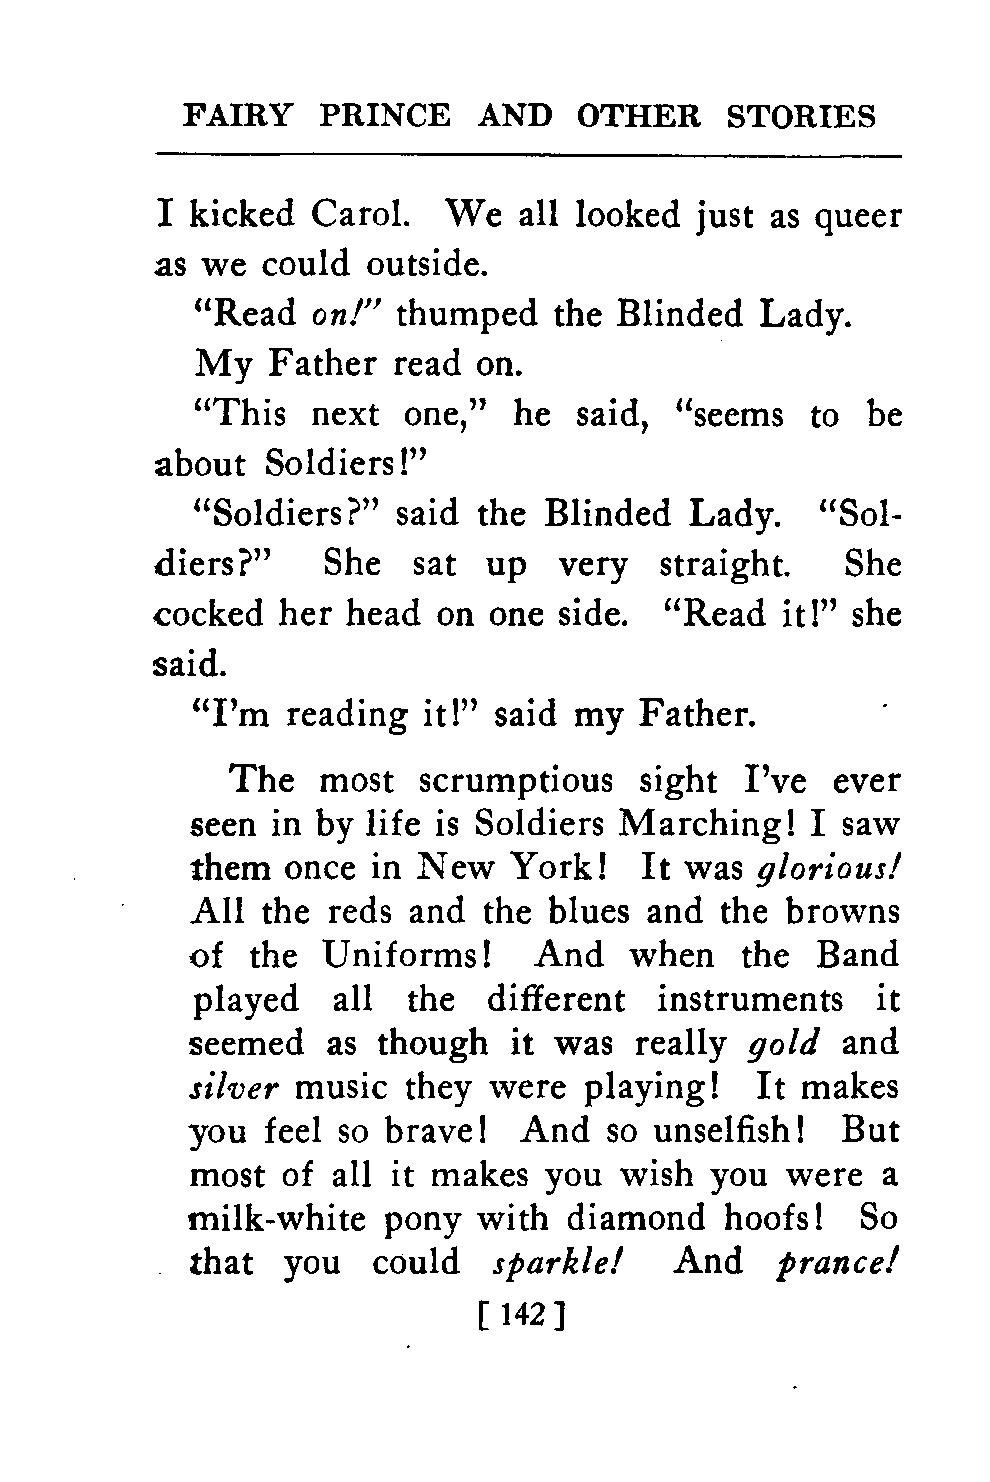 FAIRY PRINCE AND OTHER STORIES
I kicked Carol. We all looked just as queer
as we could outside.
“Read on!” thumped the Blinded Lady.
My Father read on.
“This next one,” he said, “seems to be
about Soldiers!”
“Soldiers?” said the Blinded Lady. “Sol-
diers?” She sat up very straight. She
cocked her head on one side. “Read it!” she
said.
“I’m reading it!” said my Father.
The most scrumptious sight I’ve ever
seen in by life is Soldiers Marching! I saw
them once in New York! It was glorious!
All the reds and the blues and the browns
of the Uniforms! And when the Band
played all the different instruments it
seemed as though it was really gold and
silver music they were playing! It makes
you feel so brave! And so unselfish! But
most of all it makes you wish you were a
milk-white pony with diamond hoofs! So
that you could sparkle! And prance!
[ 142 ]